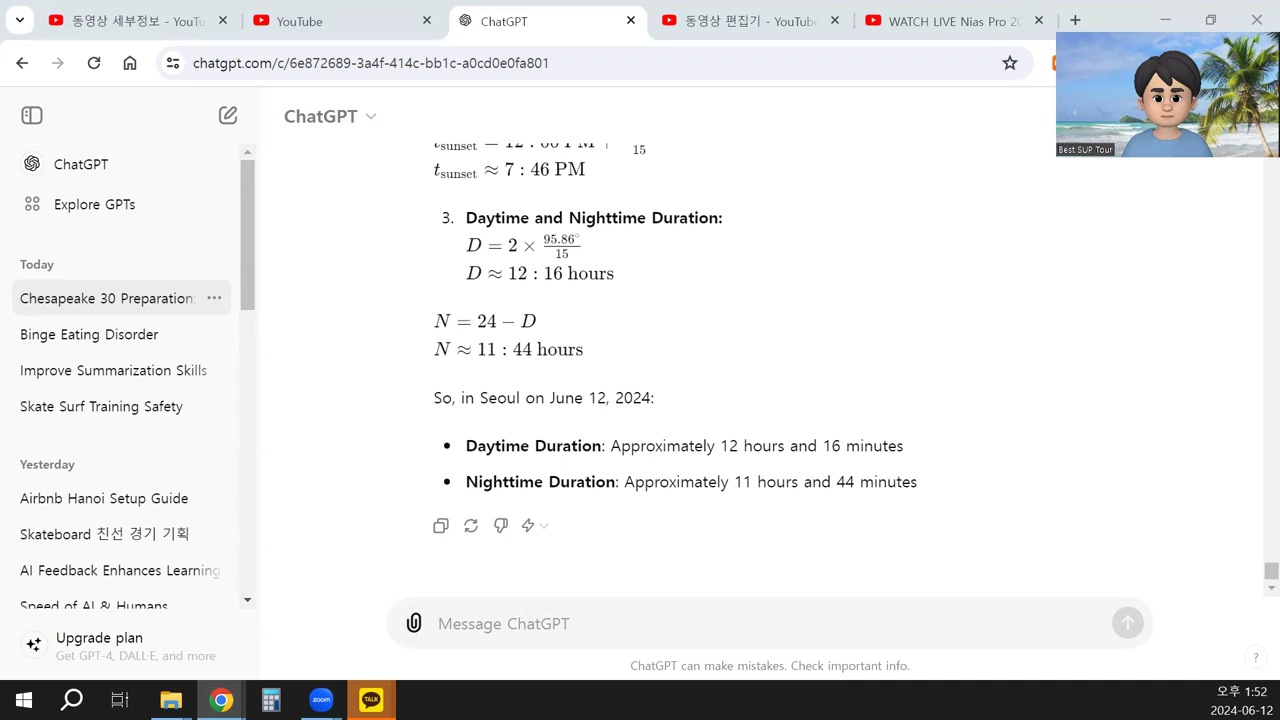 동영상 세부정보 - YouTu
YouTube
ChatGPT
동영상 편집기 - YouTube
WATCH LIVE Nias Pro 20
chatgpt.com/c/6e872689-3a4f-414c-bb1c-a0cd0e0fa801
Best SUP Tour
ChatGPT
ChatGPT
Explore GPTs
Today
Chesapeake 30 Preparation
Binge Eating Disorder
Improve Summarization Skills
Skate Surf Training Safety
Yesterday
Airbnb Hanoi Setup Guide
Skateboard 친선 경기 기획
AI Feedback Enhances Learning
Speed of AI & Humans
Upgrade plan
Get GPT-4, DALL·E, and more
t_sunset = 12 : 00 PM + 15
t_sunset ≈ 7 : 46 PM
3. Daytime and Nighttime Duration:
D = 2 × 95.86° / 15
D ≈ 12 : 16 hours
N = 24 − D
N ≈ 11 : 44 hours
So, in Seoul on June 12, 2024:
• Daytime Duration: Approximately 12 hours and 16 minutes
• Nighttime Duration: Approximately 11 hours and 44 minutes
Message ChatGPT
ChatGPT can make mistakes. Check important info.
?
zoom
TALK
오후 1:52
2024-06-12